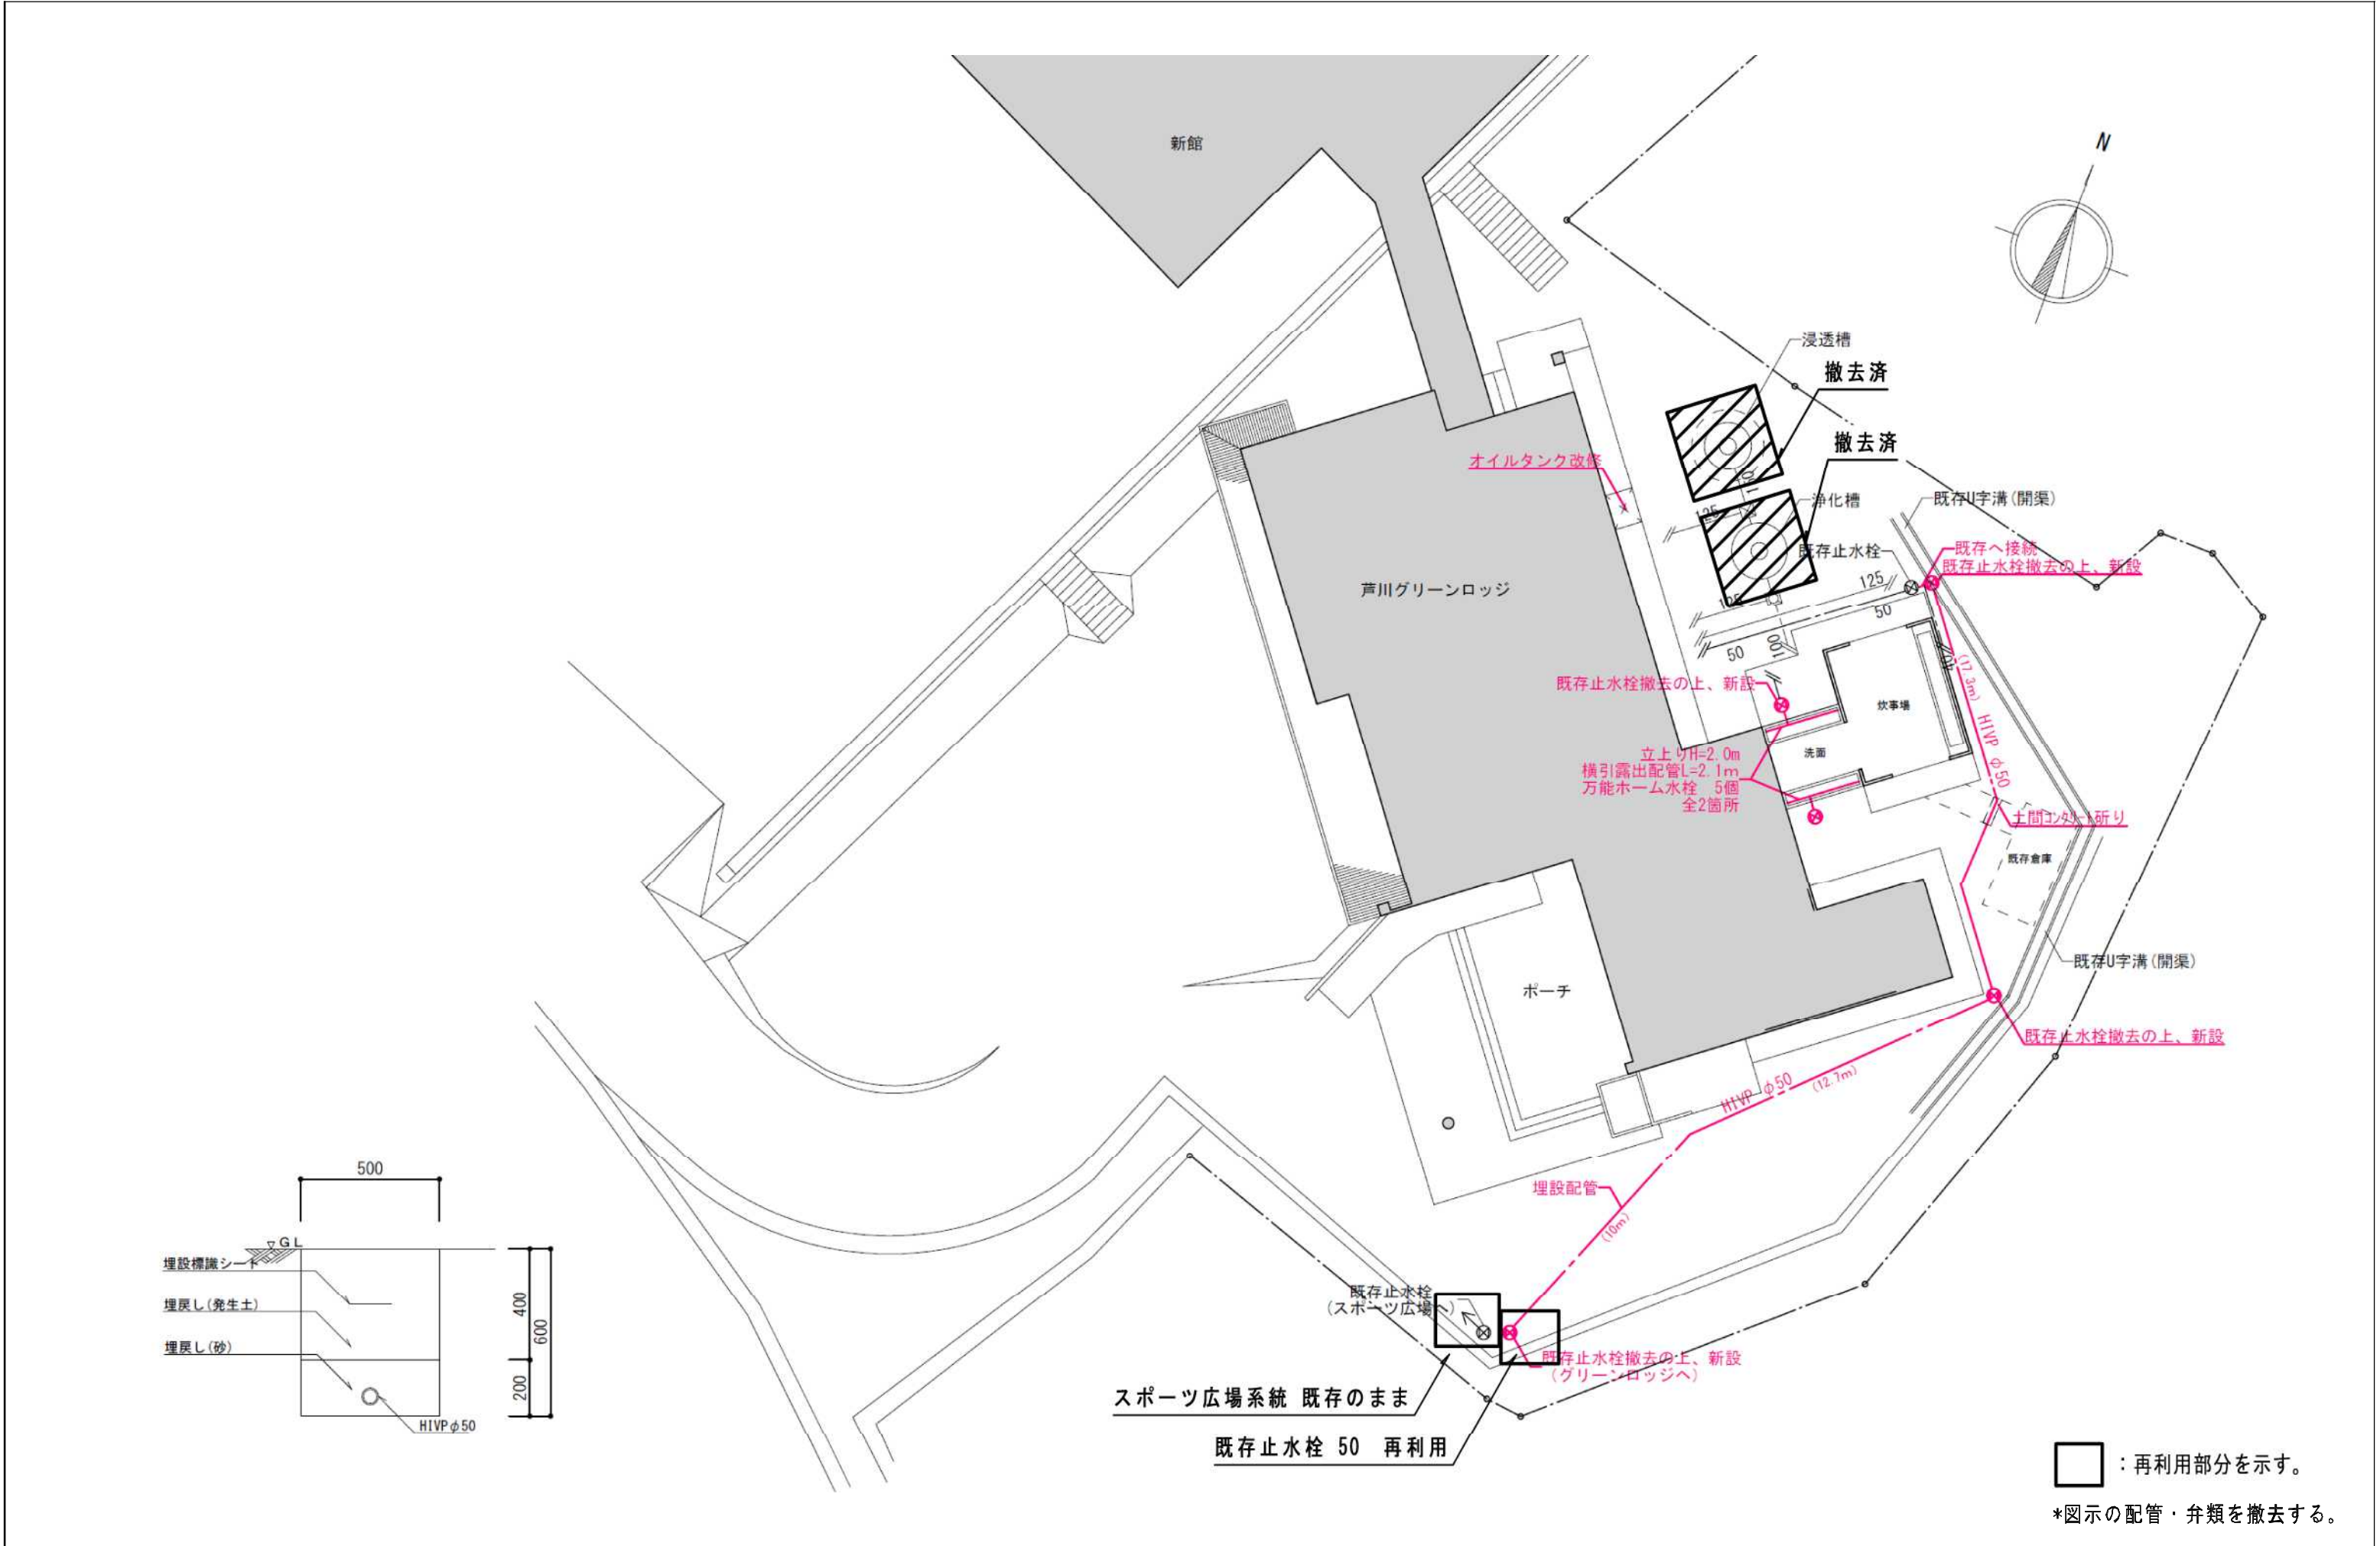 新館
N
浸透槽
撤去済
撤去済
オイルタンク改修
125
浄化槽
既存U字溝(開渠)
既存止水栓
既存へ接続
既存止水栓撤去の上、新設
芦川グリーンロッジ
125
125
50
50
100
既存止水栓撤去の上、新設
炊事場
(17.3m)
HIVP φ50
洗面
立上りH=2.0m
横引露出配管L=2.1m
万能ホーム水栓 5個
全2箇所
土間コンクリート斫り
既存倉庫
既存U字溝(開渠)
ポーチ
既存止水栓撤去の上、新設
HIVP φ50
(12.7m)
埋設配管
(10m)
既存止水栓
(スポーツ広場へ)
既存止水栓撤去の上、新設
(グリーンロッジへ)
スポーツ広場系統 既存のまま
既存止水栓 50 再利用
500
GL
埋設標識シート
埋戻し(発生土)
埋戻し(砂)
400
600
200
HIVPφ50
:再利用部分を示す。
*図示の配管・弁類を撤去する。